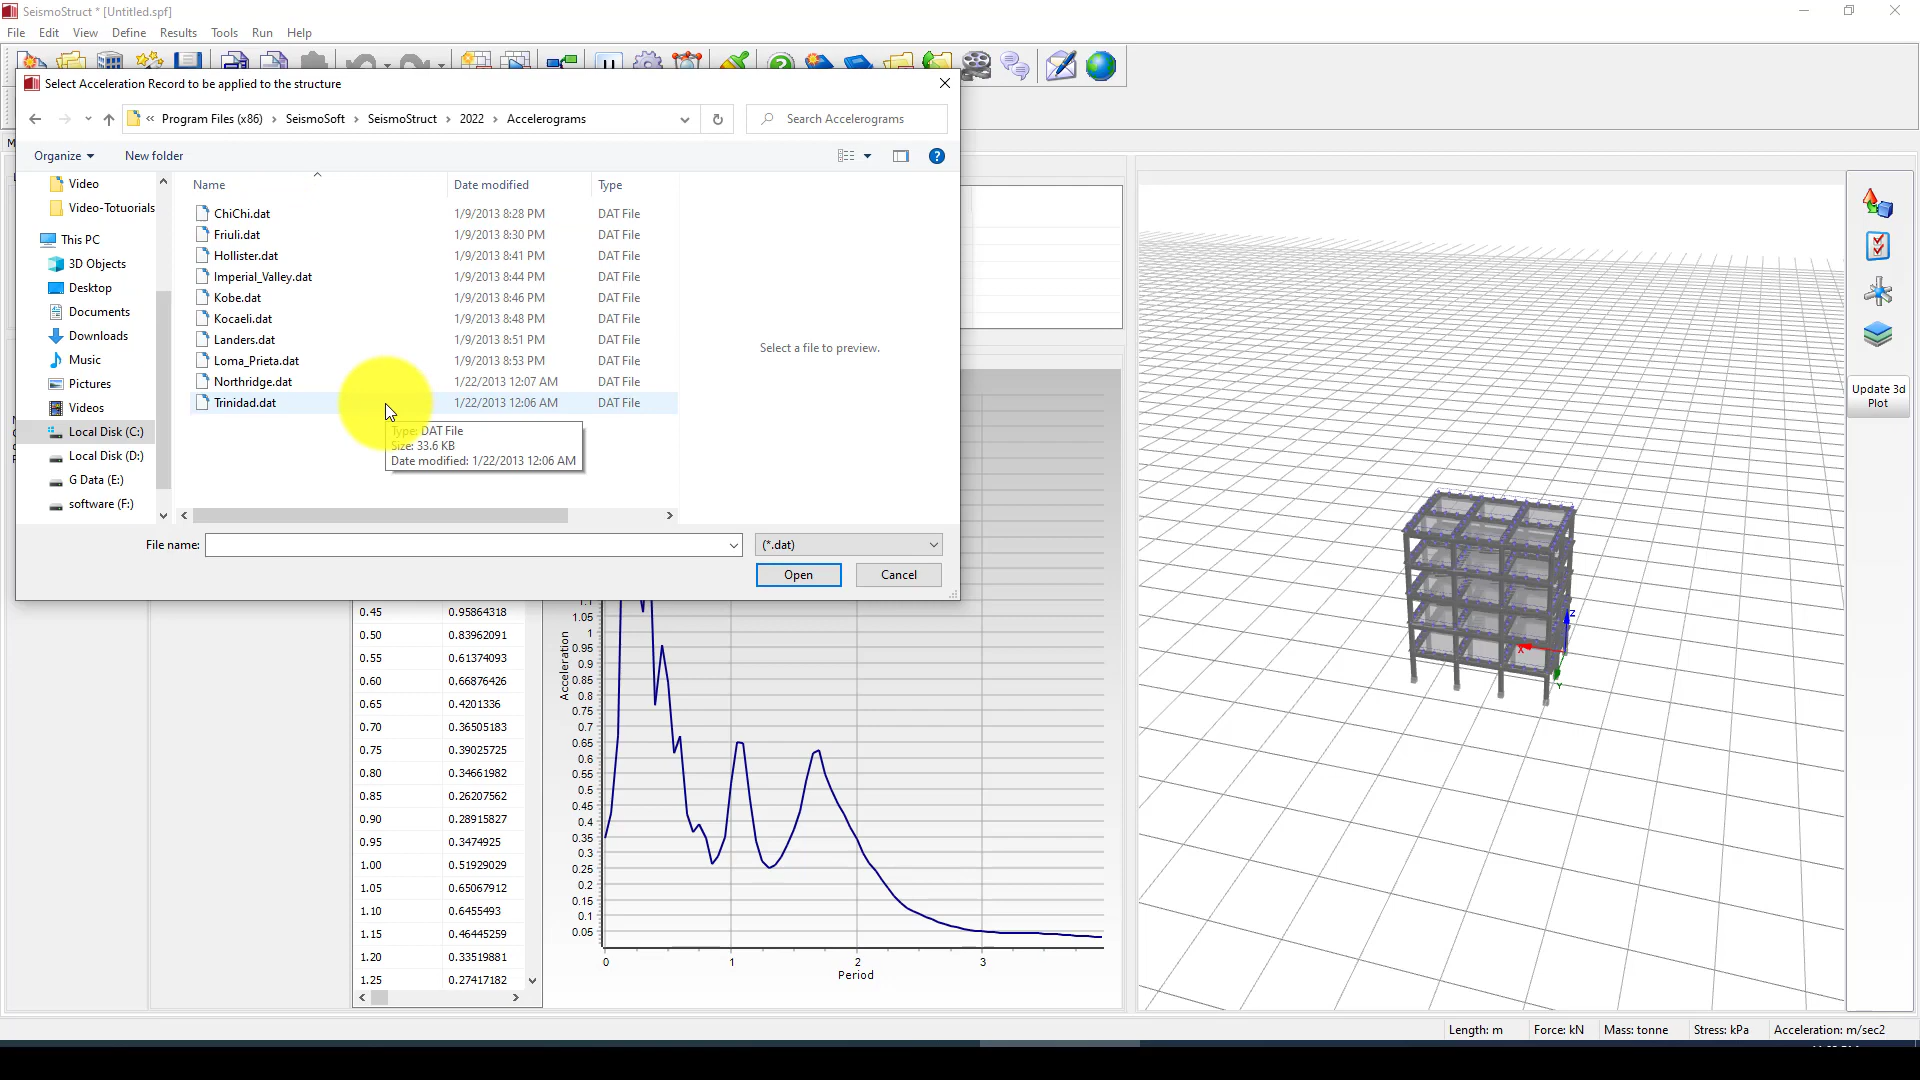 SeismoStruct * [Untitled.spf]
File Edit View Define Results Tools Run Help
Select Acceleration Record to be applied to the structure
« Program Files (x86) › SeismoSoft › SeismoStruct › 2022 › Accelerograms
Search Accelerograms
Organize New folder
Video
Video-Totuorials
This PC
3D Objects
Desktop
Documents
Downloads
Music
Pictures
Videos
Local Disk (C:)
Local Disk (D:)
G Data (E:)
software (F:)
Name Date modified Type
ChiChi.dat 1/9/2013 8:28 PM DAT File
Friuli.dat 1/9/2013 8:30 PM DAT File
Hollister.dat 1/9/2013 8:41 PM DAT File
Imperial_Valley.dat 1/9/2013 8:44 PM DAT File
Kobe.dat 1/9/2013 8:46 PM DAT File
Kocaeli.dat 1/9/2013 8:48 PM DAT File
Landers.dat 1/9/2013 8:51 PM DAT File
Loma_Prieta.dat 1/9/2013 8:53 PM DAT File
Northridge.dat 1/22/2013 12:07 AM DAT File
Trinidad.dat 1/22/2013 12:06 AM DAT File
Type: DAT File
Size: 33.6 KB
Date modified: 1/22/2013 12:06 AM
Select a file to preview.
File name: (*.dat)
Open Cancel
0.45 0.95864318
0.50 0.83962091
0.55 0.61374093
0.60 0.66876426
0.65 0.4201336
0.70 0.36505183
0.75 0.39025725
0.80 0.34661982
0.85 0.26207562
0.90 0.28915827
0.95 0.3474925
1.00 0.51929029
1.05 0.65067912
1.10 0.6455493
1.15 0.46445259
1.20 0.33519881
1.25 0.27417182
Acceleration
1.1
1.05
1
0.95
0.9
0.85
0.8
0.75
0.7
0.65
0.6
0.55
0.5
0.45
0.4
0.35
0.3
0.25
0.2
0.15
0.1
0.05
0 1 2 3
Period
Z
X
Y
Update 3d
Plot
Length: m Force: kN Mass: tonne Stress: kPa Acceleration: m/sec2